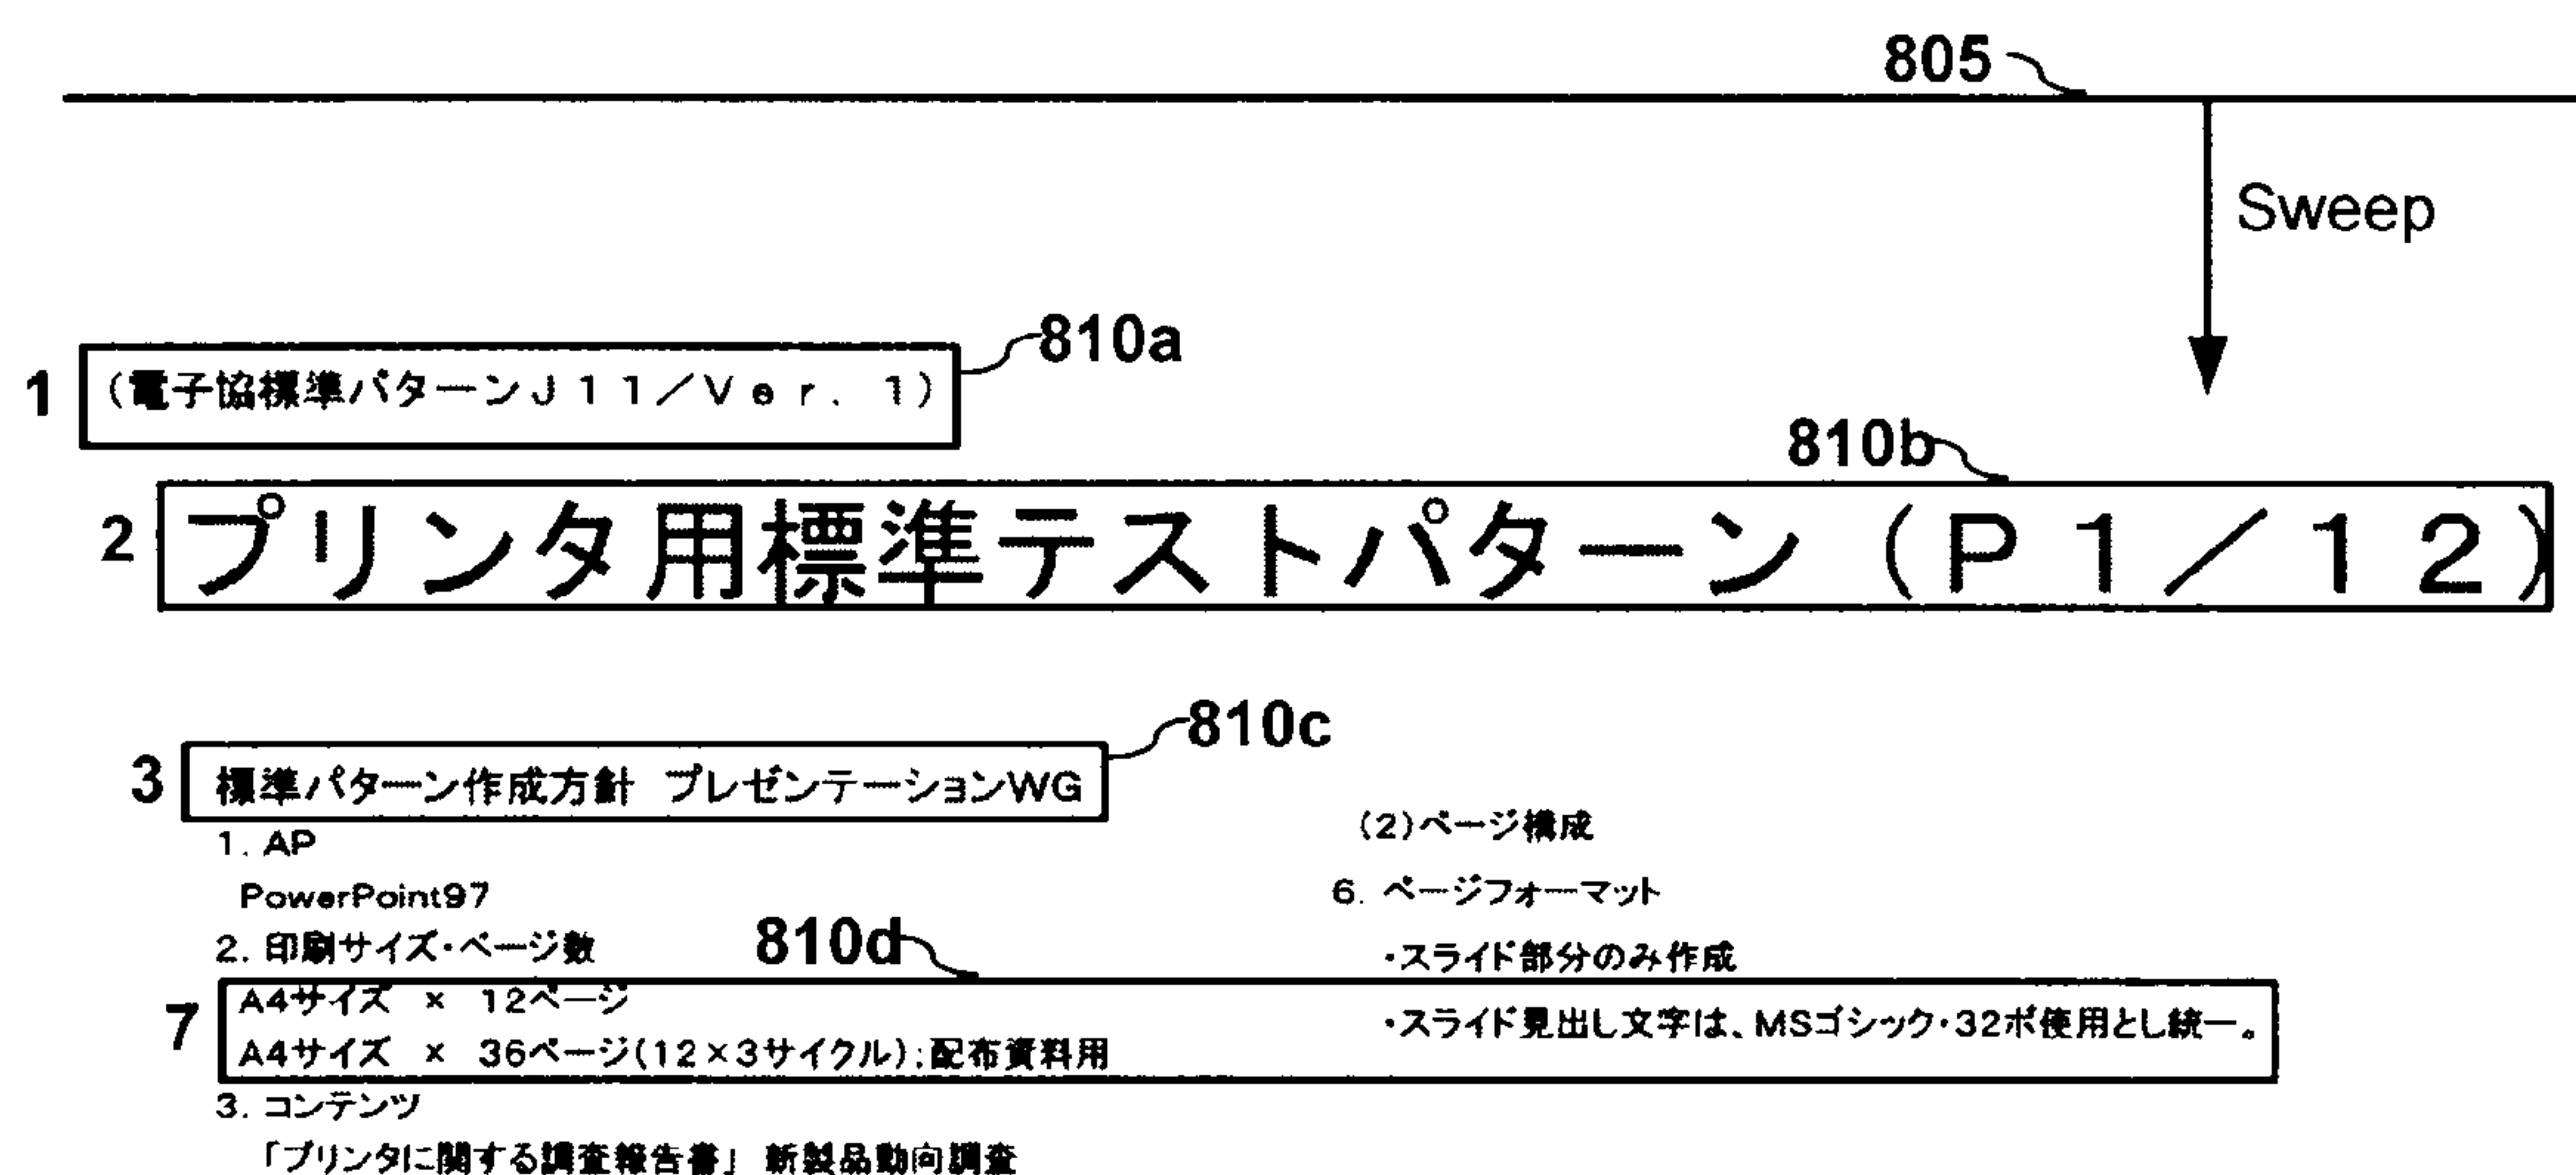 805
Sweep
810a
1 (電子協標準パターンJ11/Ver. 1)
810b
2 プリンタ用標準テストパターン(P1/12)
810c
3 標準パターン作成方針 プレゼンテーションWG
1. AP
PowerPoint97
2. 印刷サイズ・ページ数
810d
7 A4サイズ × 12ページ
A4サイズ × 36ページ(12×3サイクル);配布資料用
3. コンテンツ
「プリンタに関する調査報告書」 新製品動向調査
(2)ページ構成
6. ページフォーマット
・スライド部分のみ作成
・スライド見出し文字は、MSゴシック・32ポ使用とし統一。